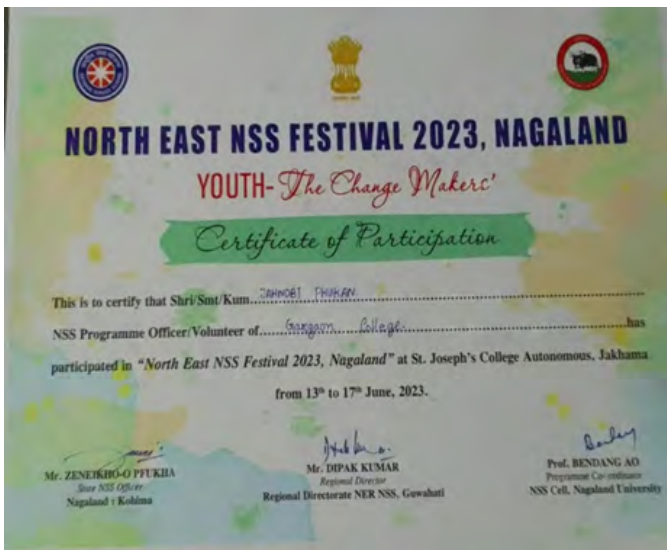 NORTH EAST NSS FESTIVAL 2023, NAGALAND
YOUTH- The Change Makers'
Certificate of Participation
This is to certify that Shri/Smt/Kum. JAHNOBI PHUKAN
NSS Programme Officer/Volunteer of Gargaon College has
participated in "North East NSS Festival 2023, Nagaland" at St. Joseph's College Autonomous, Jakhama
from 13th to 17th June, 2023.
Mr. ZENEIKHO-O PFUKHA
State NSS Officer
Nagaland : Kohima
Mr. DIPAK KUMAR
Regional Director
Regional Directorate NER NSS, Guwahati
Prof. BENDANG AO
Programme Co-ordinator
NSS Cell, Nagaland University